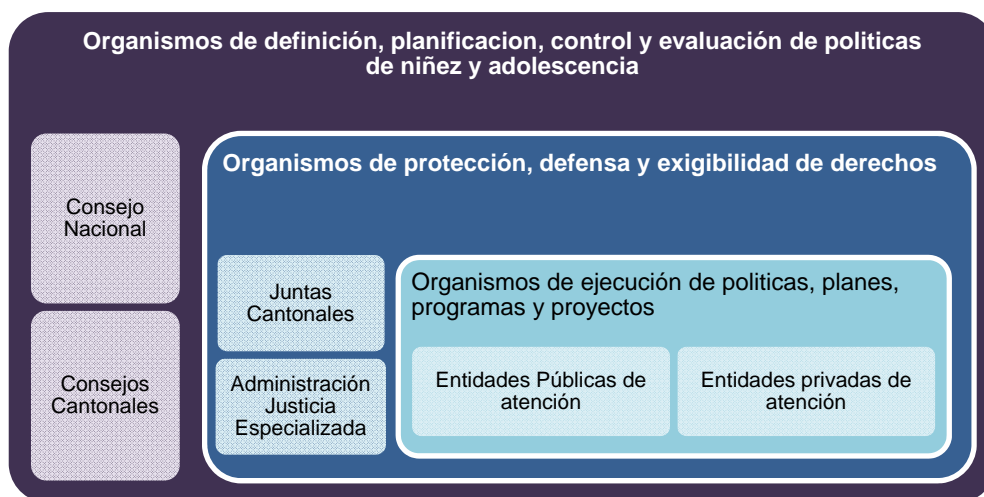 Organismos de definición, planificacion, control y evaluación de politicas
de niñez y adolescencia
Consejo
Nacional
Consejos
Cantonales
Organismos de protección, defensa y exigibilidad de derechos
Juntas
Cantonales
Administración
Justicia
Especializada
Organismos de ejecución de politicas, planes,
programas y proyectos
Entidades Públicas de
atención
Entidades privadas de
atención